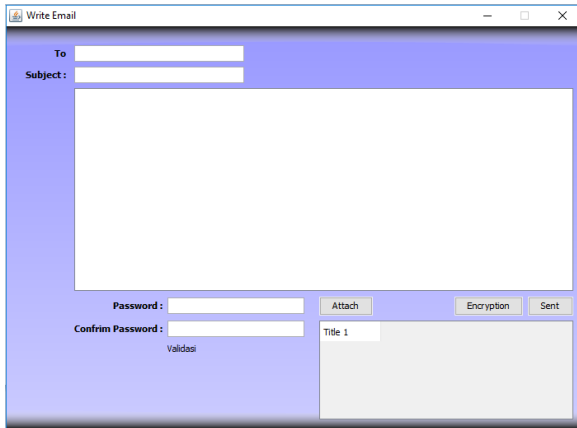 Write Email
To
Subject :
Password :
Attach
Encryption
Sent
Confrim Password :
Title 1
Validasi